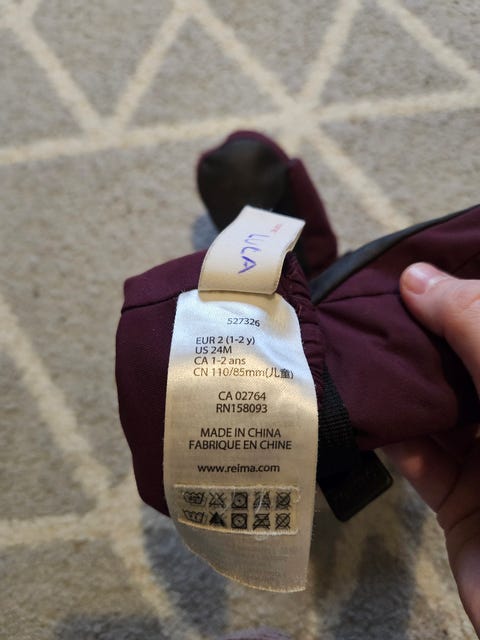 LUCA
527326
EUR 2 (1-2 y)
US 24M
CA 1-2 ans
CN 110/85mm(儿童)
CA 02764
RN158093
MADE IN CHINA
FABRIQUE EN CHINE
www.reima.com